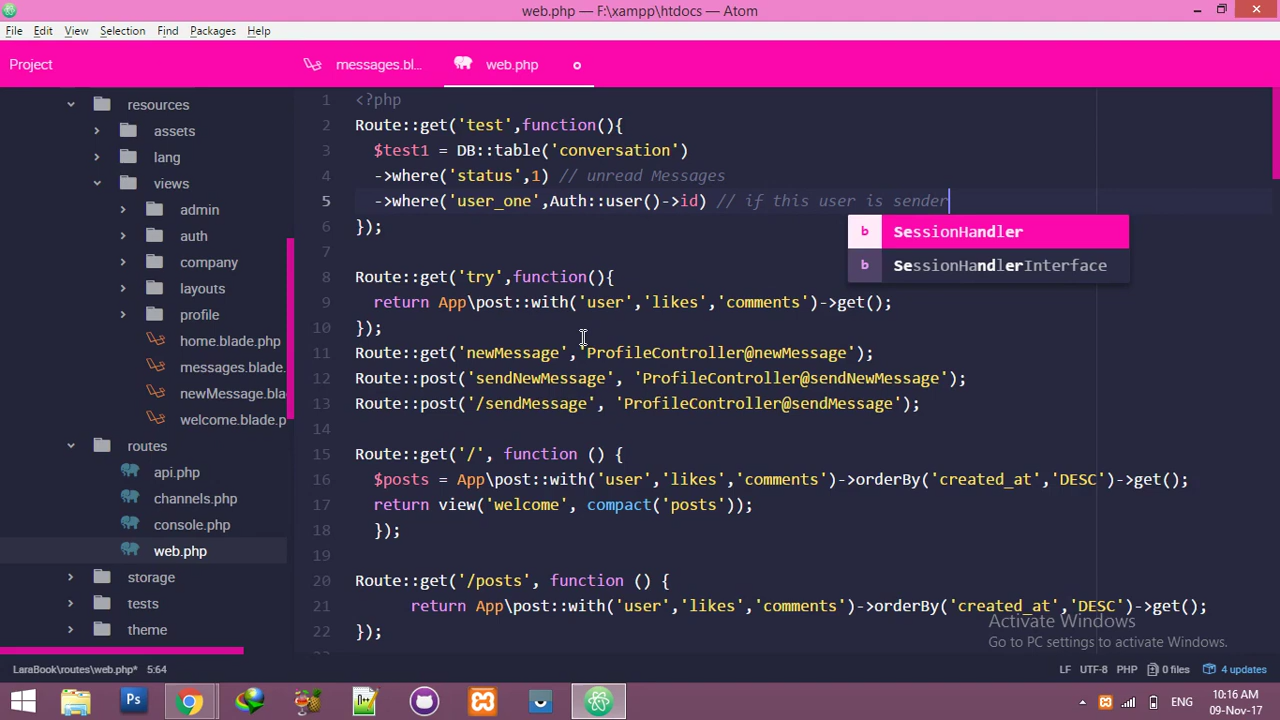 web.php — F:\xampp\htdocs — Atom
File Edit View Selection Find Packages Help
Project messages.bl... web.php
resources
assets
lang
views
admin
auth
company
layouts
profile
home.blade.php
messages.blade.
newMessage.bla
welcome.blade.p
routes
api.php
channels.php
console.php
web.php
storage
tests
theme
1 <?php
2 Route::get('test',function(){
3 $test1 = DB::table('conversation')
4 ->where('status',1) // unread Messages
5 ->where('user_one',Auth::user()->id) // if this user is sender
6 });
b SessionHandler
b SessionHandlerInterface
7
8 Route::get('try',function(){
9 return App\post::with('user','likes','comments')->get();
10 });
11 Route::get('newMessage','ProfileController@newMessage');
12 Route::post('sendNewMessage', 'ProfileController@sendNewMessage');
13 Route::post('/sendMessage', 'ProfileController@sendMessage');
14
15 Route::get('/', function () {
16 $posts = App\post::with('user','likes','comments')->orderBy('created_at','DESC')->get();
17 return view('welcome', compact('posts'));
18 });
19
20 Route::get('/posts', function () {
21 return App\post::with('user','likes','comments')->orderBy('created_at','DESC')->get();
22 });
Activate Windows
Go to PC settings to activate Windows.
LaraBook\routes\web.php* 5:64 LF UTF-8 PHP 0 files 4 updates
Ps ENG 10:16 AM
09-Nov-17